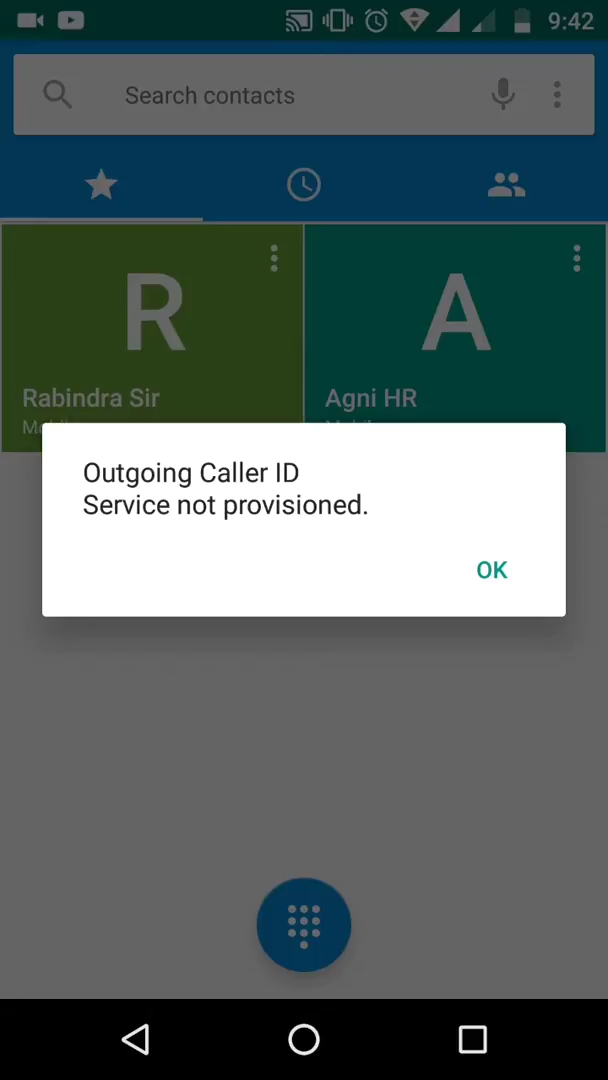 9:42
Search contacts
R
A
Rabindra Sir
Agni HR
Outgoing Caller ID
Service not provisioned.
OK